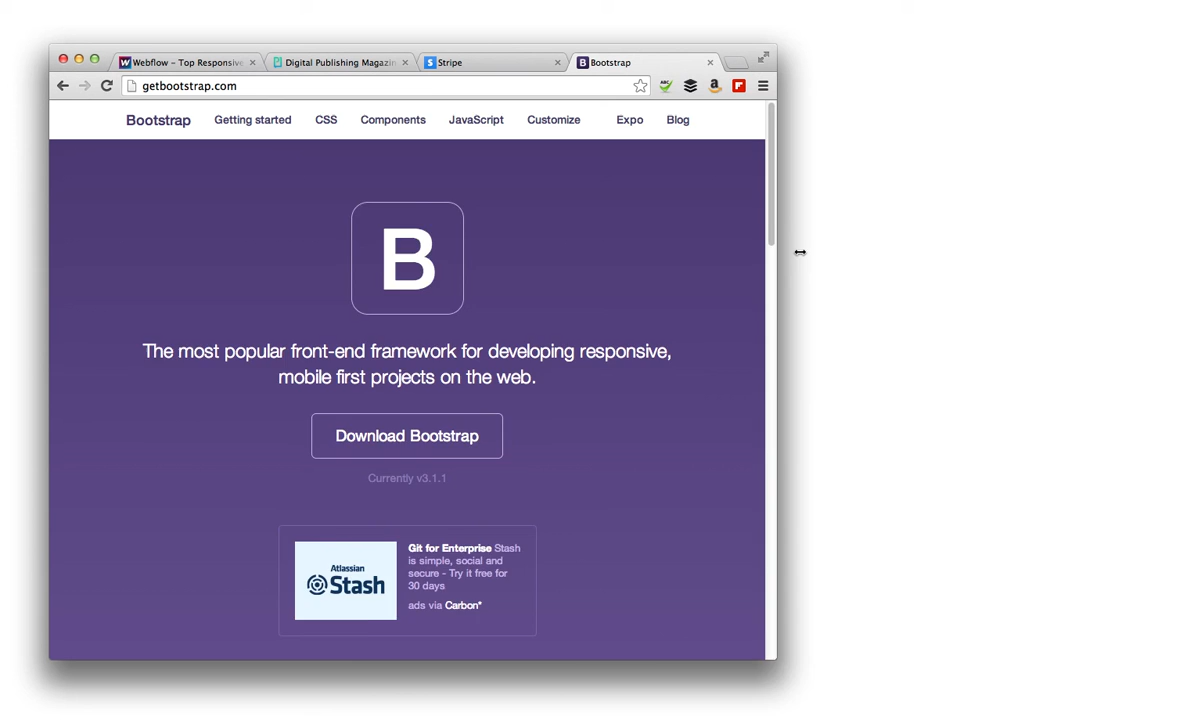 Webflow – Top Responsive
Digital Publishing Magazin
Stripe
Bootstrap
getbootstrap.com
ABC
Bootstrap Getting started CSS Components JavaScript Customize Expo Blog
B
The most popular front-end framework for developing responsive,
mobile first projects on the web.
Download Bootstrap
Currently v3.1.1
Atlassian
Stash
Git for Enterprise Stash
is simple, social and
secure - Try it free for
30 days
ads via Carbon*